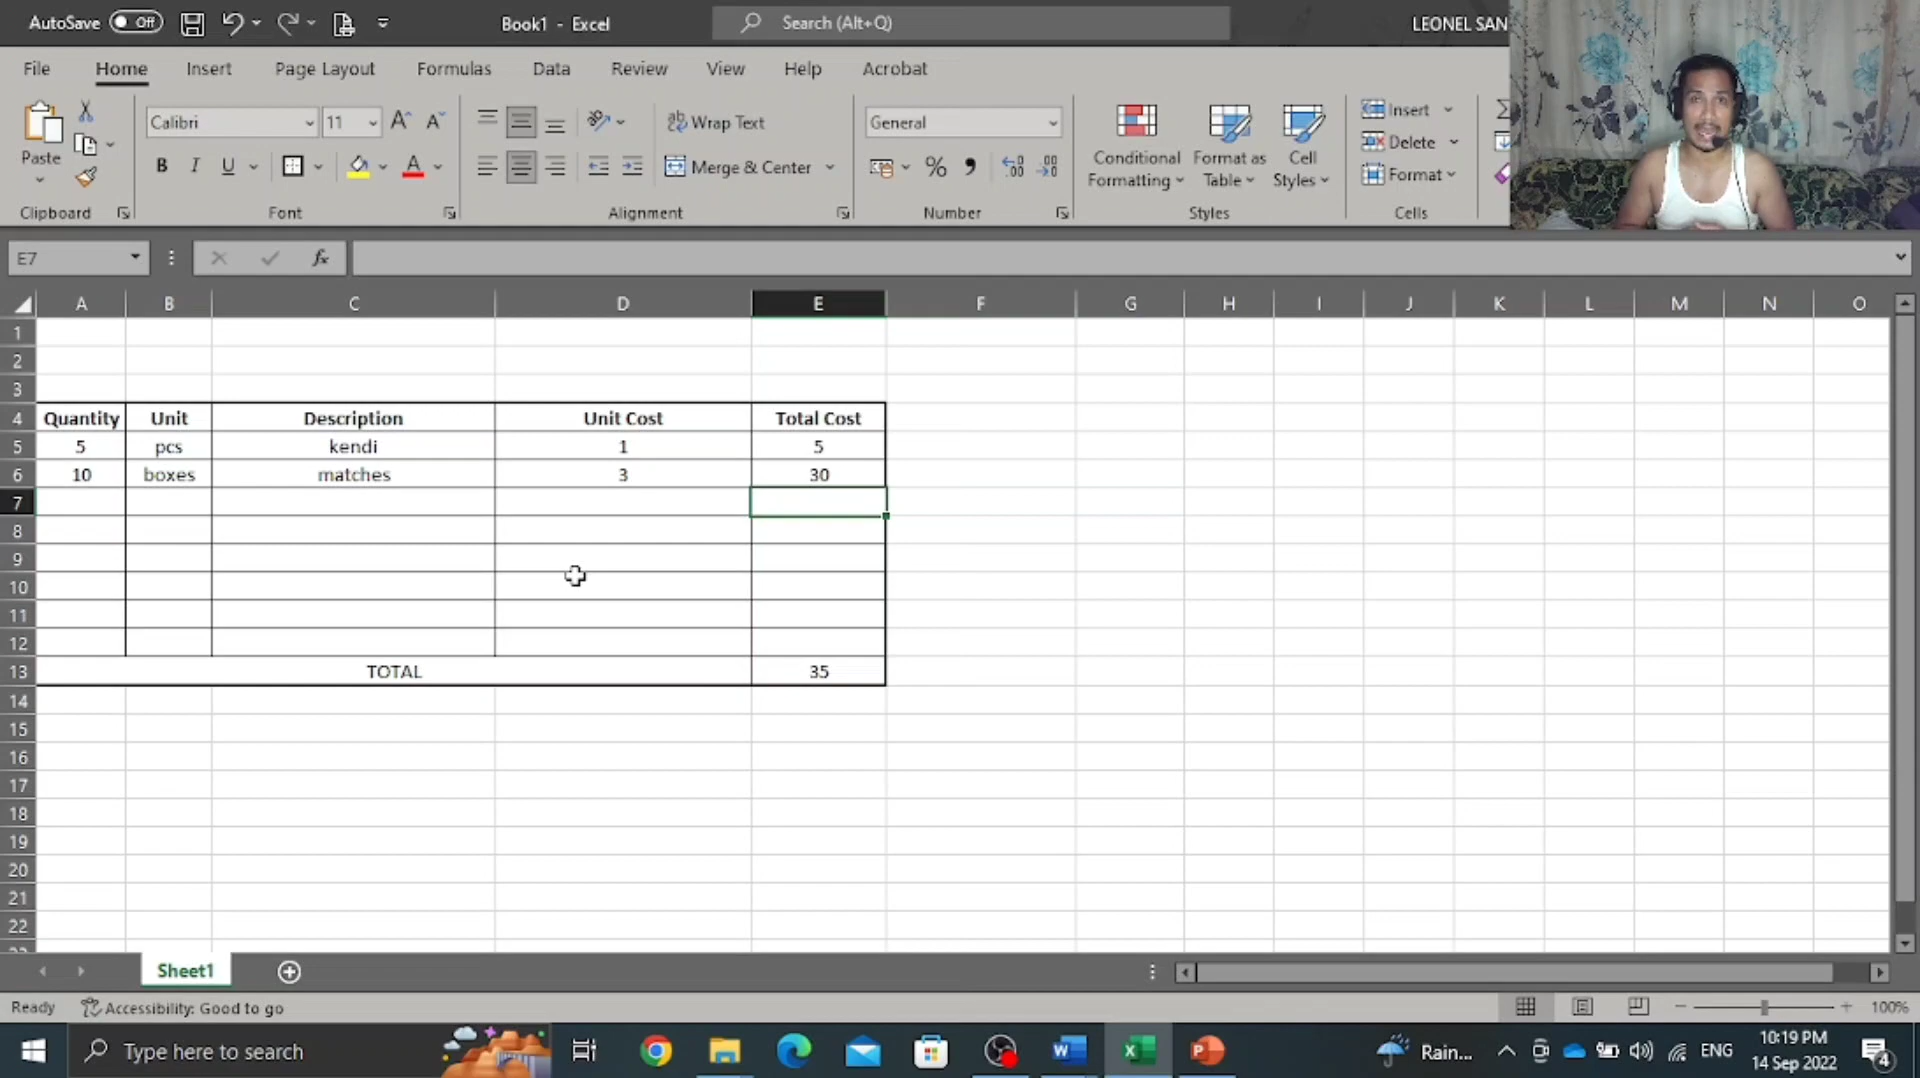 AutoSave Off Book1 - Excel Search (Alt+Q) LEONEL SAN
File Home Insert Page Layout Formulas Data Review View Help Acrobat
Paste
Clipboard
Calibri 11
B I U A
Font
Wrap Text
Merge & Center
Alignment
General
%
Number
Conditional Formatting
Format as Table
Cell Styles
Styles
Insert
Delete
Format
Cells
E7 fx
A B C D E F G H I J K L M N O
1
2
3
4 Quantity Unit Description Unit Cost Total Cost
5 5 pcs kendi 1 5
6 10 boxes matches 3 30
7
8
9
10
11
12
13 TOTAL 35
14
15
16
17
18
19
20
21
22
Sheet1
Ready Accessibility: Good to go 100%
Type here to search Rain... ENG 10:19 PM
14 Sep 2022 4